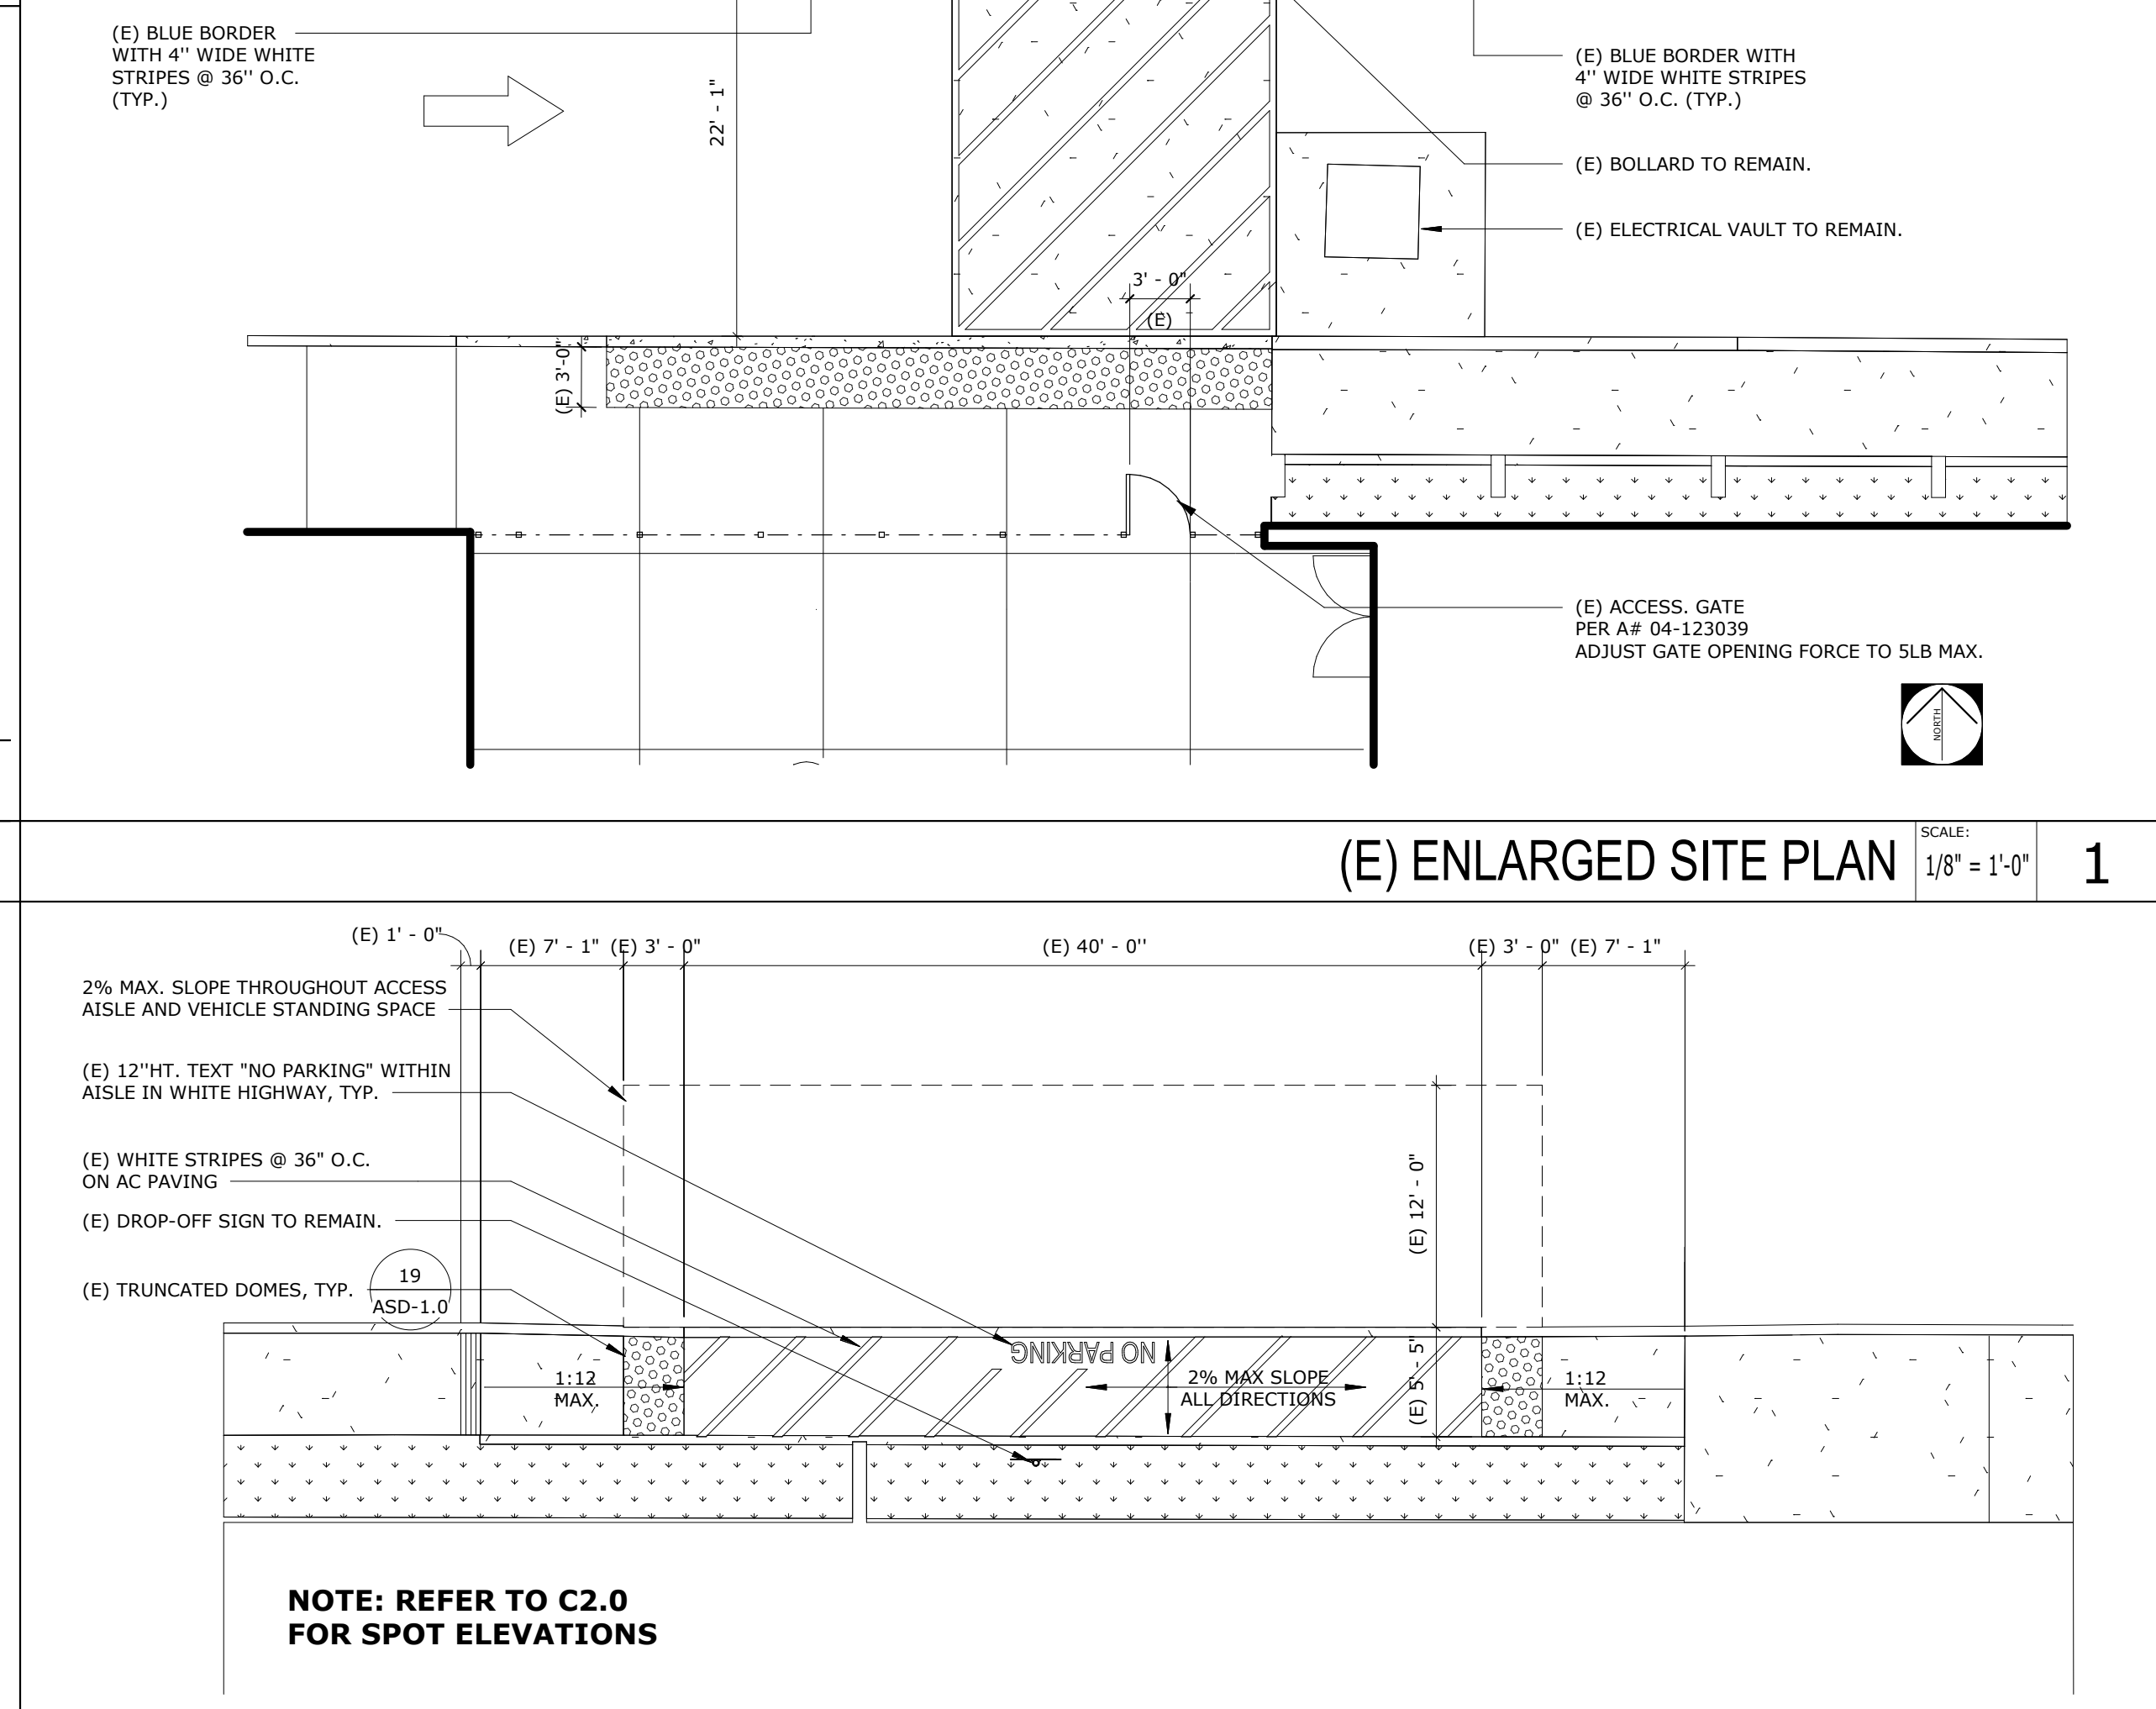 (E) BLUE BORDER
WITH 4'' WIDE WHITE
STRIPES @ 36'' O.C.
(TYP.)
22' - 1"
(E) BLUE BORDER WITH
4'' WIDE WHITE STRIPES
@ 36'' O.C. (TYP.)
(E) BOLLARD TO REMAIN.
(E) ELECTRICAL VAULT TO REMAIN.
3' - 0"
(E)
(E) 3'-0"
(E) ACCESS. GATE
PER A# 04-123039
ADJUST GATE OPENING FORCE TO 5LB MAX.
NORTH
(E) ENLARGED SITE PLAN
SCALE:
1/8" = 1'-0"
1
(E) 1' - 0"
(E) 7' - 1"
(E) 3' - 0"
(E) 40' - 0''
(E) 3' - 0"
(E) 7' - 1"
2% MAX. SLOPE THROUGHOUT ACCESS
AISLE AND VEHICLE STANDING SPACE
(E) 12''HT. TEXT "NO PARKING" WITHIN
AISLE IN WHITE HIGHWAY, TYP.
(E) WHITE STRIPES @ 36" O.C.
ON AC PAVING
(E) DROP-OFF SIGN TO REMAIN.
(E) TRUNCATED DOMES, TYP.
19
ASD-1.0
(E) 12' - 0"
NO PARKING
1:12
MAX.
2% MAX SLOPE
ALL DIRECTIONS
(E) 5' - 5"
1:12
MAX.
NOTE: REFER TO C2.0
FOR SPOT ELEVATIONS